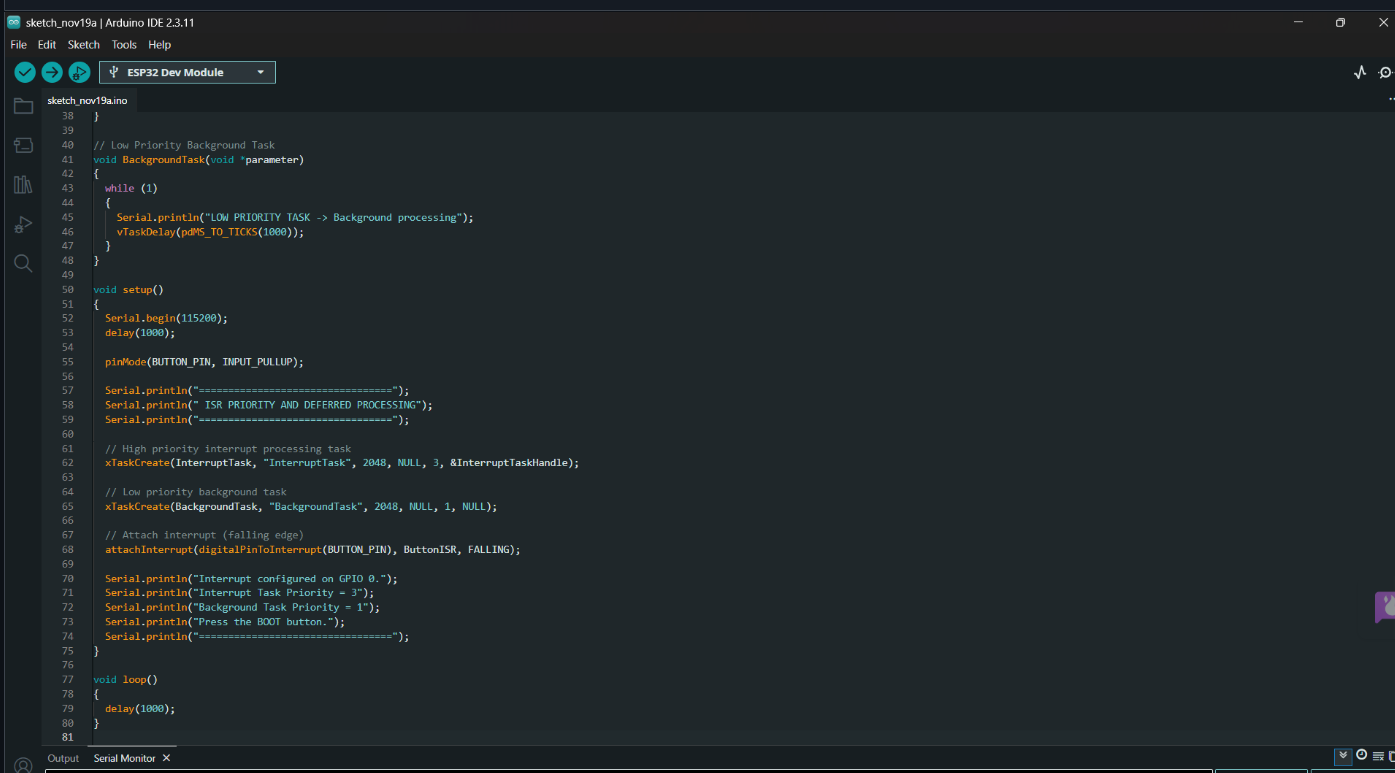 sketch_nov19a | Arduino IDE 2.3.11
File Edit Sketch Tools Help
ESP32 Dev Module
sketch_nov19a.ino
38 }
39
40 // Low Priority Background Task
41 void BackgroundTask(void *parameter)
42 {
43   while (1)
44   {
45     Serial.println("LOW PRIORITY TASK -> Background processing");
46     vTaskDelay(pdMS_TO_TICKS(1000));
47   }
48 }
49
50 void setup()
51 {
52   Serial.begin(115200);
53   delay(1000);
54
55   pinMode(BUTTON_PIN, INPUT_PULLUP);
56
57   Serial.println("=================================");
58   Serial.println(" ISR PRIORITY AND DEFERRED PROCESSING");
59   Serial.println("=================================");
60
61   // High priority interrupt processing task
62   xTaskCreate(InterruptTask, "InterruptTask", 2048, NULL, 3, &InterruptTaskHandle);
63
64   // Low priority background task
65   xTaskCreate(BackgroundTask, "BackgroundTask", 2048, NULL, 1, NULL);
66
67   // Attach interrupt (falling edge)
68   attachInterrupt(digitalPinToInterrupt(BUTTON_PIN), ButtonISR, FALLING);
69
70   Serial.println("Interrupt configured on GPIO 0.");
71   Serial.println("Interrupt Task Priority = 3");
72   Serial.println("Background Task Priority = 1");
73   Serial.println("Press the BOOT button.");
74   Serial.println("=================================");
75 }
76
77 void loop()
78 {
79   delay(1000);
80 }
81
Output Serial Monitor